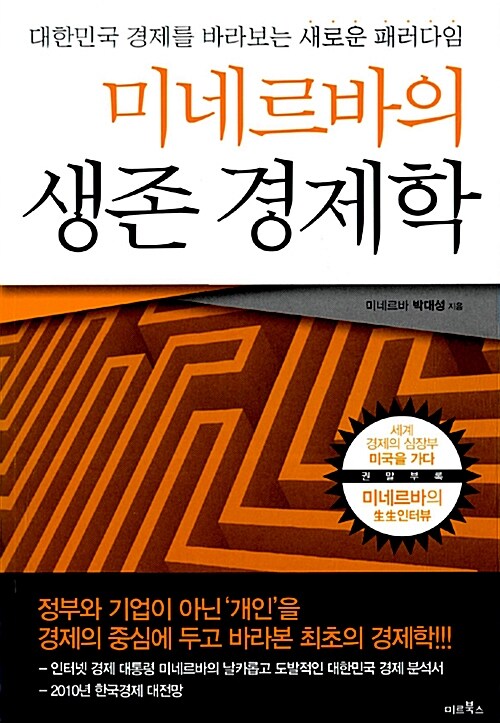 대한민국 경제를 바라보는 새로운 패러다임
미네르바의
생존 경제학
미네르바 박대성 지음
세계
경제의 심장부
미국을 가다
권말부록
미네르바의
生生인터뷰
정부와 기업이 아닌 '개인'을
경제의 중심에 두고 바라본 최초의 경제학!!!
- 인터넷 경제 대통령 미네르바의 날카롭고 도발적인 대한민국 경제 분석서
- 2010년 한국경제 대전망
미르북스